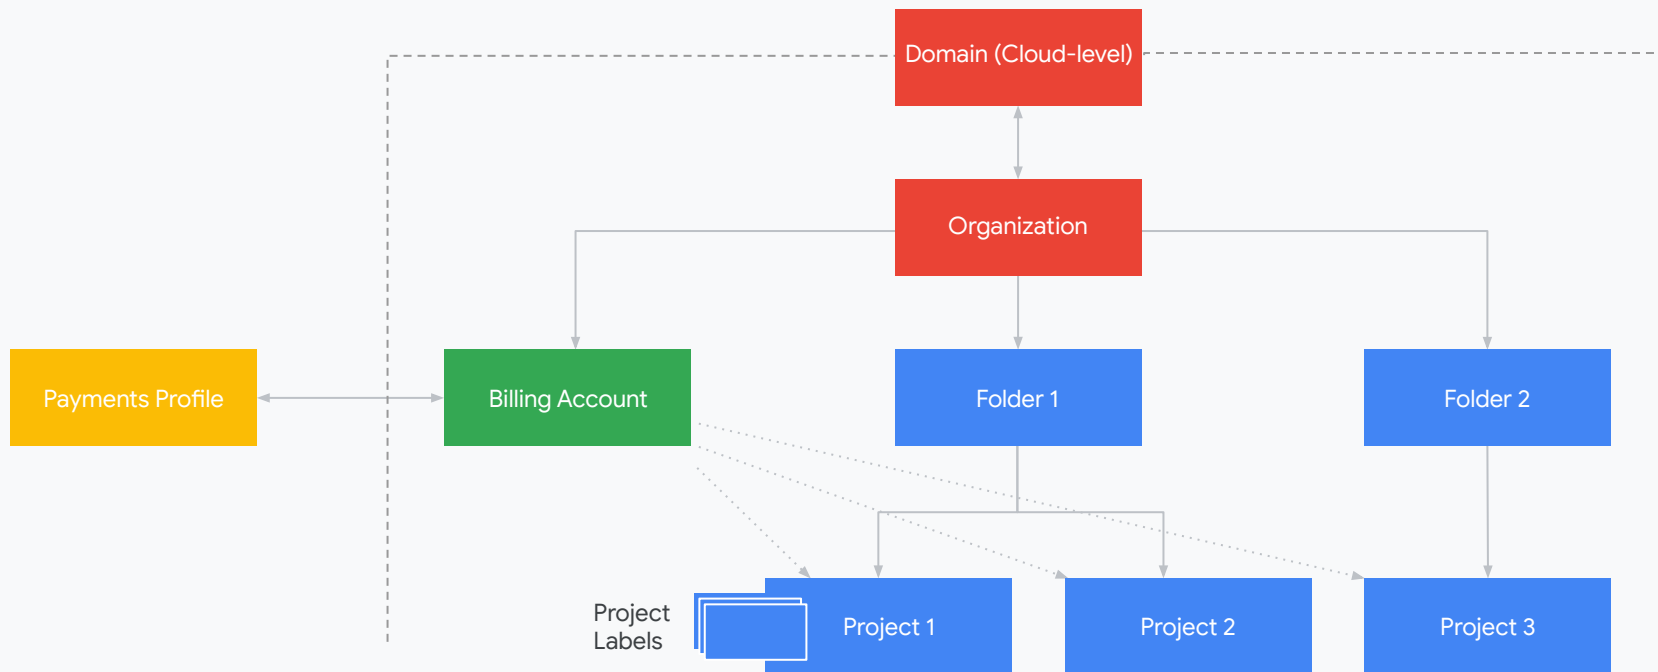 Domain (Cloud-level)
Organization
Payments Profile
Billing Account
Folder 1
Folder 2
Project
Labels
Project 1
Project 2
Project 3